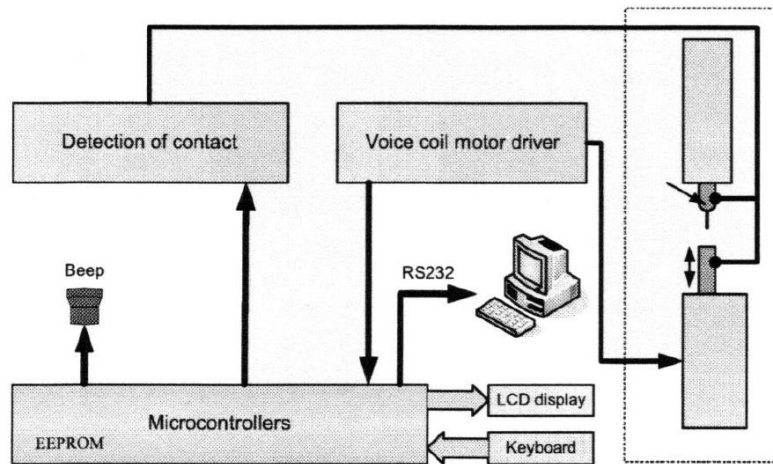 Detection of contact
Voice coil motor driver
Beep
RS232
Microcontrollers
EEPROM
LCD display
Keyboard